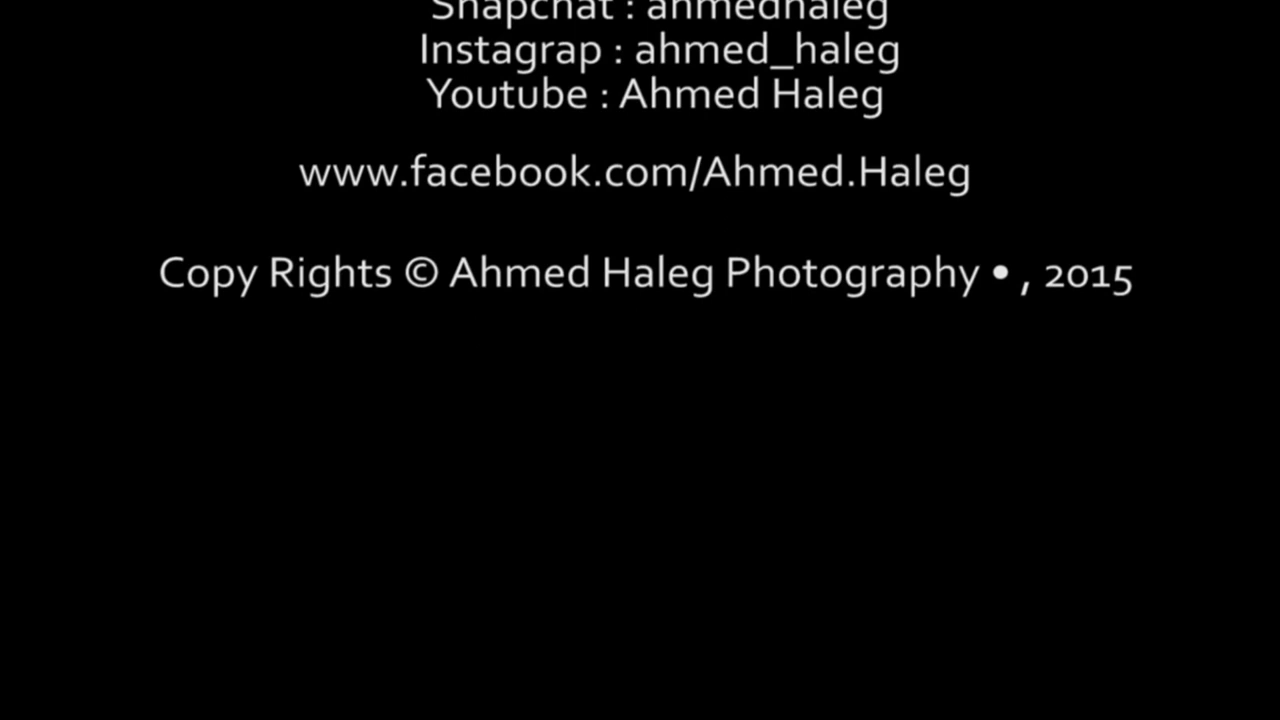 Snapchat : ahmedhaleg
Instagrap : ahmed_haleg
Youtube : Ahmed Haleg
www.facebook.com/Ahmed.Haleg
Copy Rights © Ahmed Haleg Photography • , 2015